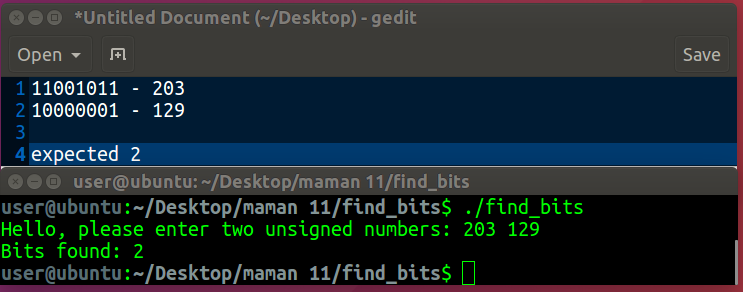 *Untitled Document (~/Desktop) - gedit
Open Save
1 11001011 - 203
2 10000001 - 129
3
4 expected 2
user@ubuntu: ~/Desktop/maman 11/find_bits
user@ubuntu:~/Desktop/maman 11/find_bits$ ./find_bits
Hello, please enter two unsigned numbers: 203 129
Bits found: 2
user@ubuntu:~/Desktop/maman 11/find_bits$